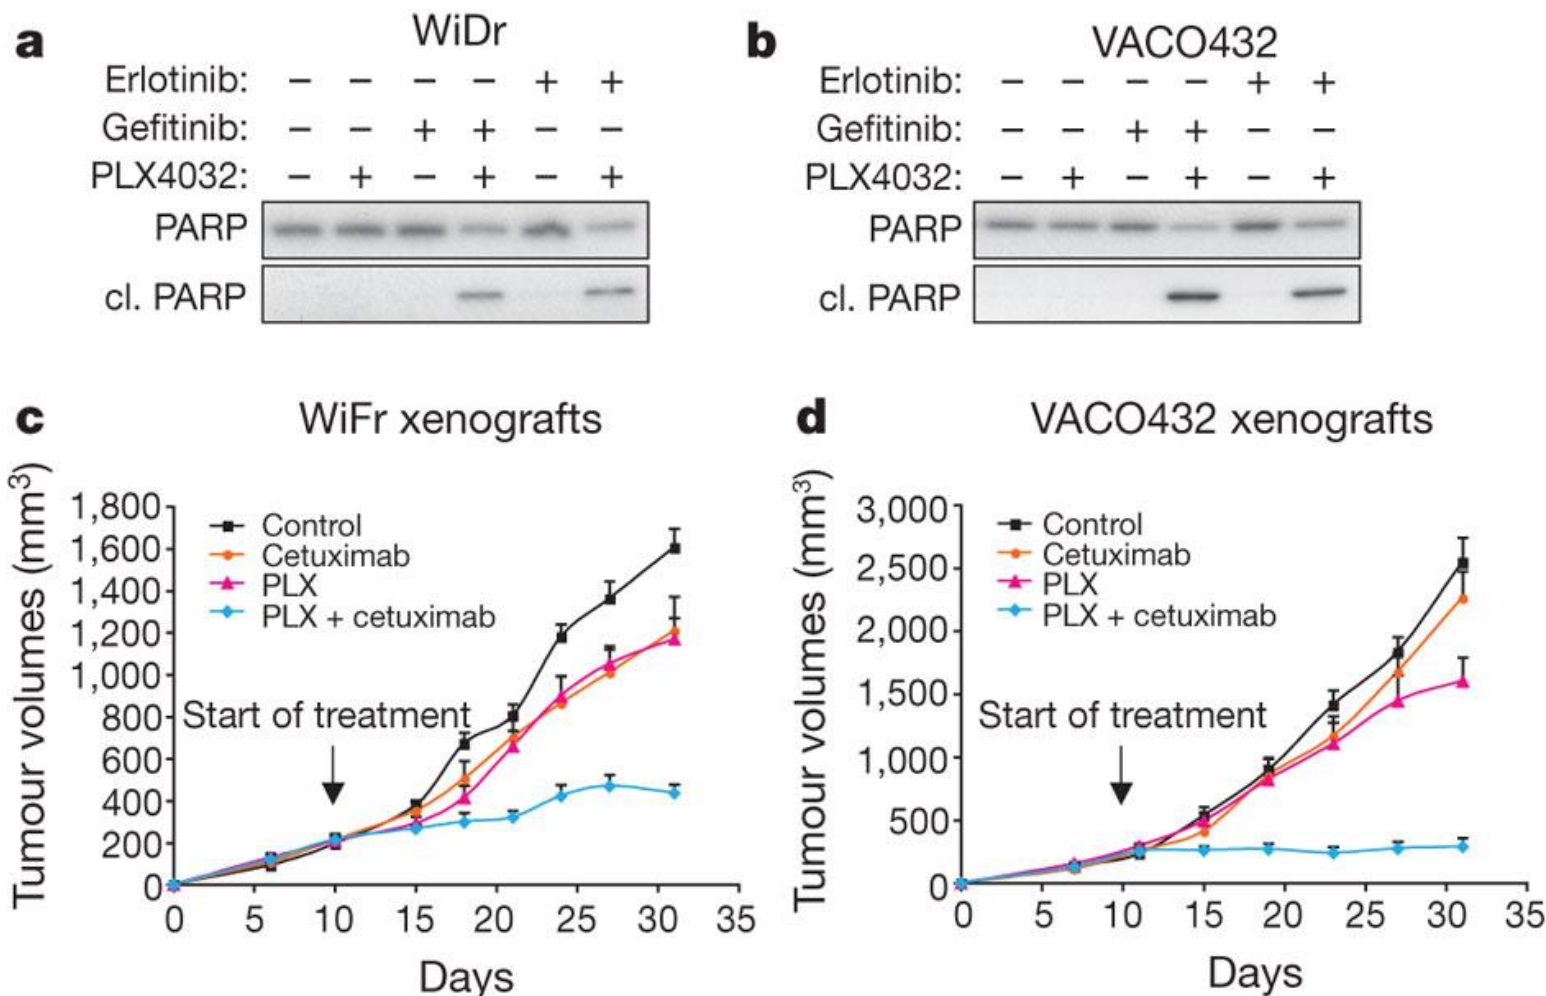 a
WiDr
Erlotinib: − − − − + +
Gefitinib: − − + + − −
PLX4032: − + − + − +
PARP
cl. PARP
b
VACO432
Erlotinib: − − − − + +
Gefitinib: − − + + − −
PLX4032: − + − + − +
PARP
cl. PARP
c
WiFr xenografts
Tumour volumes (mm³)
1,800
1,600
1,400
1,200
1,000
800
600
400
200
0
Control
Cetuximab
PLX
PLX + cetuximab
Start of treatment
0 5 10 15 20 25 30 35
Days
d
VACO432 xenografts
Tumour volumes (mm³)
3,000
2,500
2,000
1,500
1,000
500
0
Control
Cetuximab
PLX
PLX + cetuximab
Start of treatment
0 5 10 15 20 25 30 35
Days